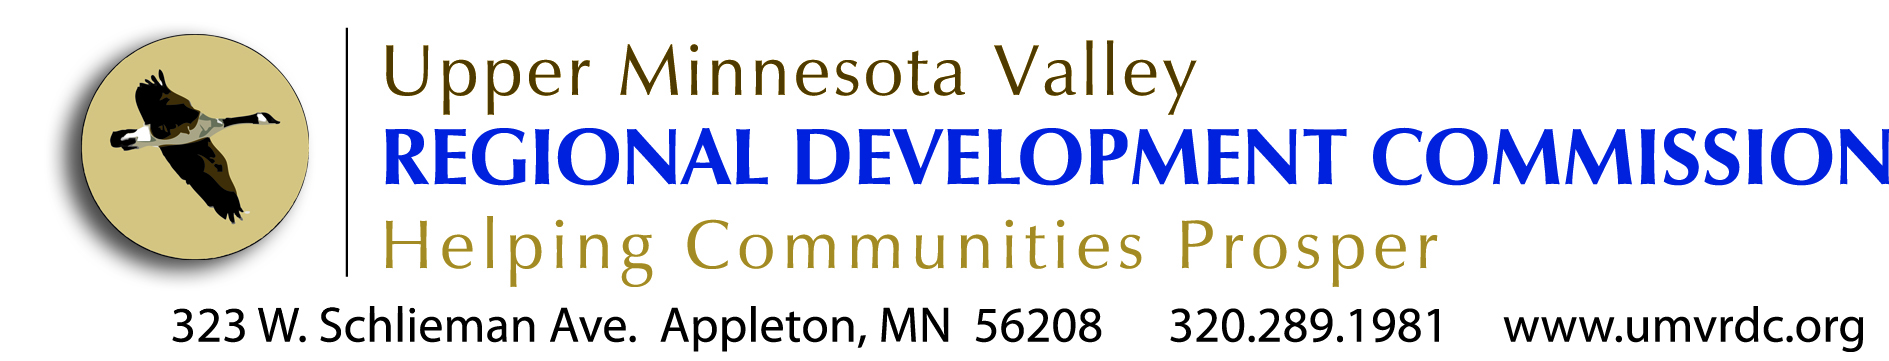 Upper Minnesota Valley
REGIONAL DEVELOPMENT COMMISSION
Helping Communities Prosper
323 W. Schlieman Ave.  Appleton, MN  56208  320.289.1981  www.umvrdc.org